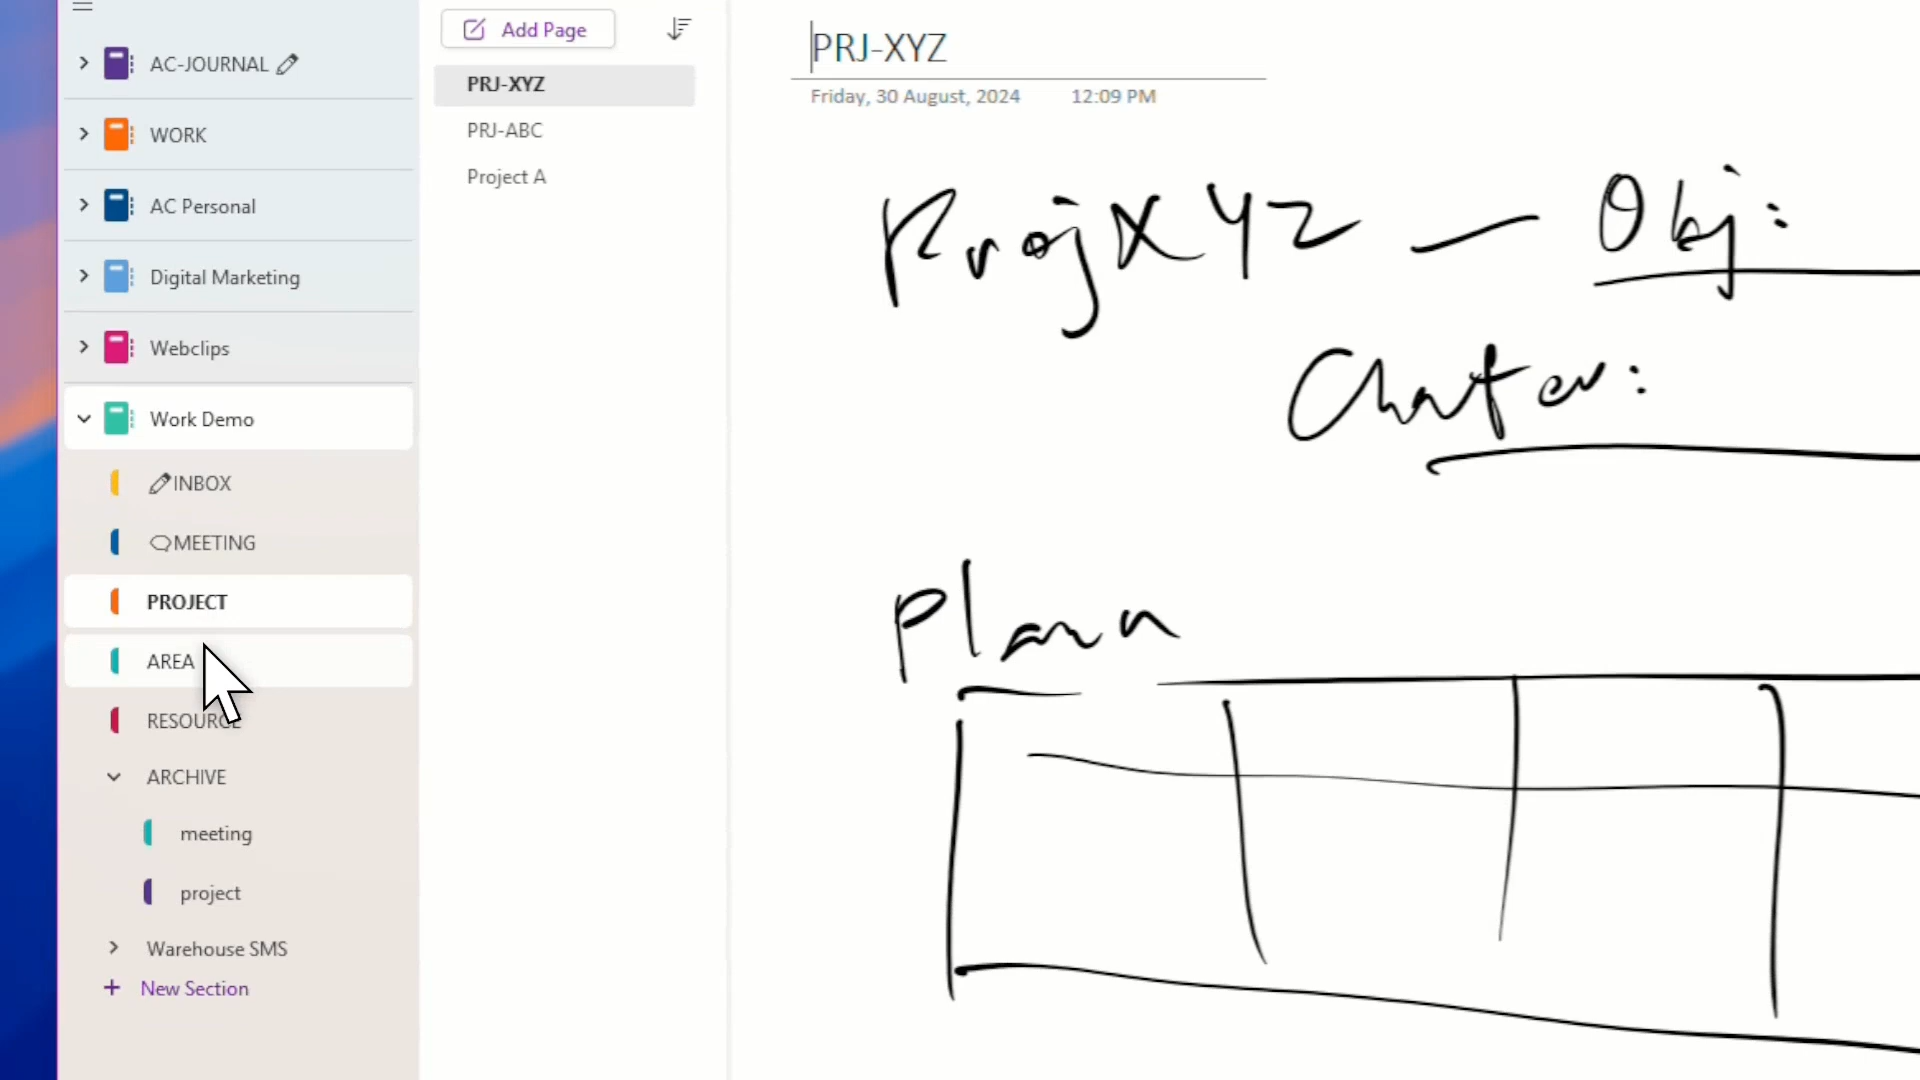 AC-JOURNAL
WORK
AC Personal
Digital Marketing
Webclips
Work Demo
INBOX
MEETING
PROJECT
AREA
RESOURCE
ARCHIVE
meeting
project
Warehouse SMS
+ New Section
Add Page
PRJ-XYZ
PRJ-ABC
Project A
PRJ-XYZ
Friday, 30 August, 2024 12:09 PM
Proj XYZ — Obj:
Charter:
Plan